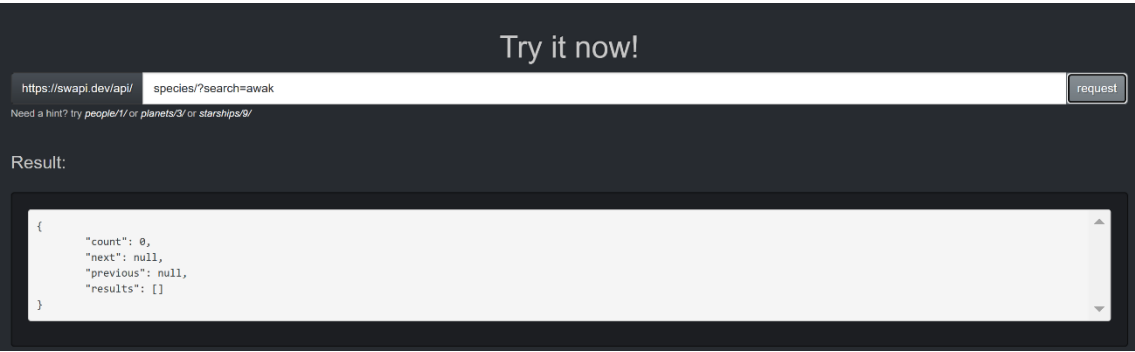 Try it now!
https://swapi.dev/api/ species/?search=awak request
Need a hint? try people/1/ or planets/3/ or starships/9/
Result:
{
"count": 0,
"next": null,
"previous": null,
"results": []
}